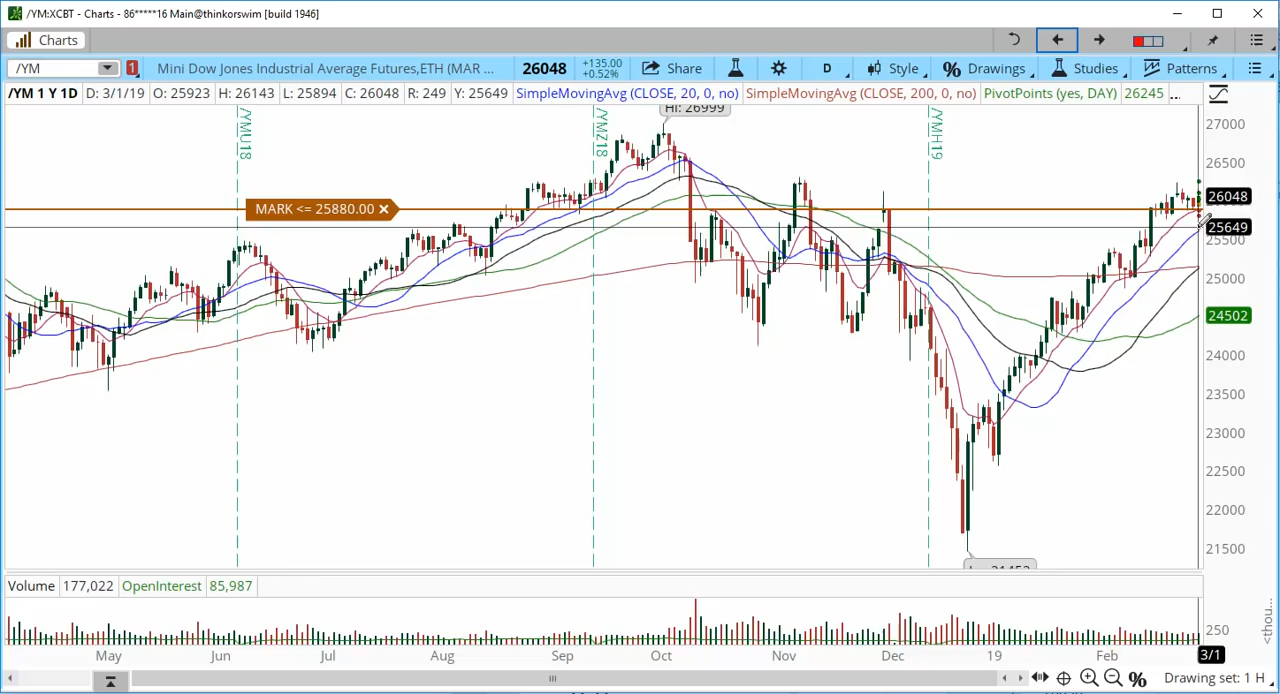 /YM:XCBT - Charts - 86*****16 Main@thinkorswim [build 1946]
Charts
/YM
1
Mini Dow Jones Industrial Average Futures,ETH (MAR ...
26048
+135.00
+0.52%
Share
D
Style
Drawings
Studies
Patterns
/YM 1 Y 1D
D: 3/1/19
O: 25923
H: 26143
L: 25894
C: 26048
R: 249
Y: 25649
SimpleMovingAvg (CLOSE, 20, 0, no)
SimpleMovingAvg (CLOSE, 200, 0, no)
PivotPoints (yes, DAY)
26245
...
/YMU18
/YMZ18
/YMH19
Hi: 26999
MARK <= 25880.00
27000
26500
26048
25649
25500
25000
24502
24000
23500
23000
22500
22000
21500
Volume
177,022
OpenInterest
85,987
250
<thou...
May
Jun
Jul
Aug
Sep
Oct
Nov
Dec
19
Feb
3/1
Drawing set: 1 H